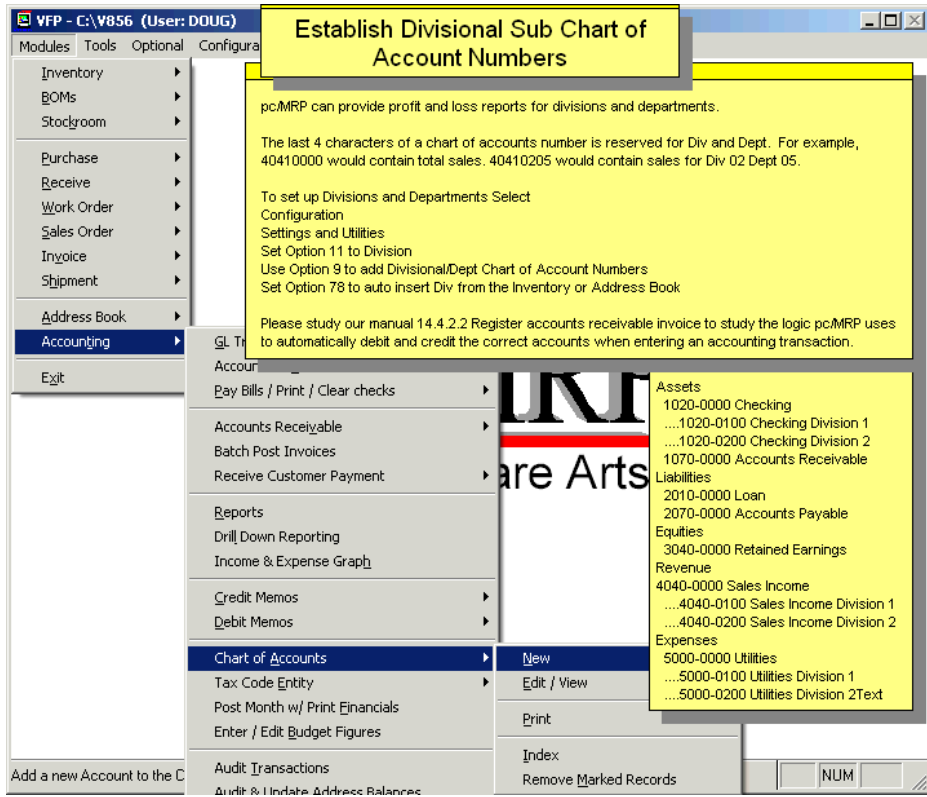 VFP - C:\V856 (User: DOUG)
Modules Tools Optional
Establish Divisional Sub Chart of
Account Numbers
Inventory
BOMs
Stockroom
Purchase
Receive
Work Order
Sales Order
Invoice
Shipment
Address Book
Accounting
Exit
pc/MRP can provide profit and loss reports for divisions and departments.
The last 4 characters of a chart of accounts number is reserved for Div and Dept. For example,
40410000 would contain total sales. 40410205 would contain sales for Div 02 Dept 05.
To set up Divisions and Departments Select
Configuration
Settings and Utilities
Set Option 11 to Division
Use Option 9 to add Divisional/Dept Chart of Account Numbers
Set Option 78 to auto insert Div from the Inventory or Address Book
Please study our manual 14.4.2.2 Register accounts receivable invoice to study the logic pc/MRP uses
to automatically debit and credit the correct accounts when entering an accounting transaction.
GL
Pay Bills / Print / Clear checks
Accounts Receivable
Batch Post Invoices
Receive Customer Payment
Reports
Drill Down Reporting
Income & Expense Graph
Credit Memos
Debit Memos
Chart of Accounts
Tax Code Entity
Post Month w/ Print Financials
Enter / Edit Budget Figures
Audit Transactions
Audit & Update Address Balances
New
Edit / View
Print
Index
Remove Marked Records
Arts
Assets
1020-0000 Checking
....1020-0100 Checking Division 1
....1020-0200 Checking Division 2
1070-0000 Accounts Receivable
Liabilities
2010-0000 Loan
2070-0000 Accounts Payable
Equities
3040-0000 Retained Earnings
Revenue
4040-0000 Sales Income
....4040-0100 Sales Income Division 1
....4040-0200 Sales Income Division 2
Expenses
5000-0000 Utilities
....5000-0100 Utilities Division 1
....5000-0200 Utilities Division 2Text
Add a new Account to the C
NUM